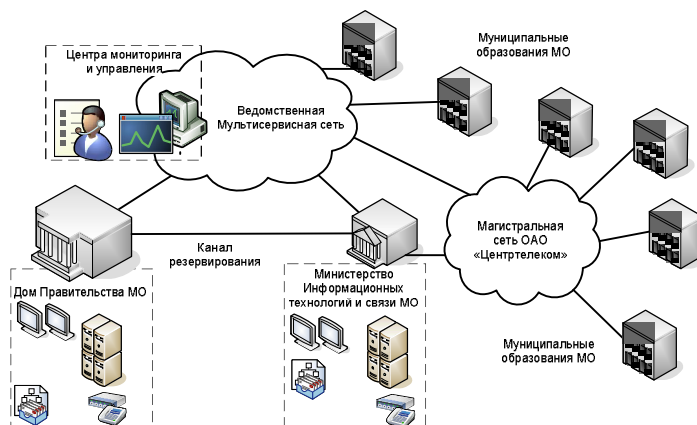 Муниципальные
образования МО
Центра мониторинга
и управления
Ведомственная
Мультисервисная сеть
Магистральная
сеть ОАО
«Центртелеком»
Канал
резервирования
Дом Правительства МО
Министерство
Информационных
технологий и связи МО
Муниципальные
образования МО